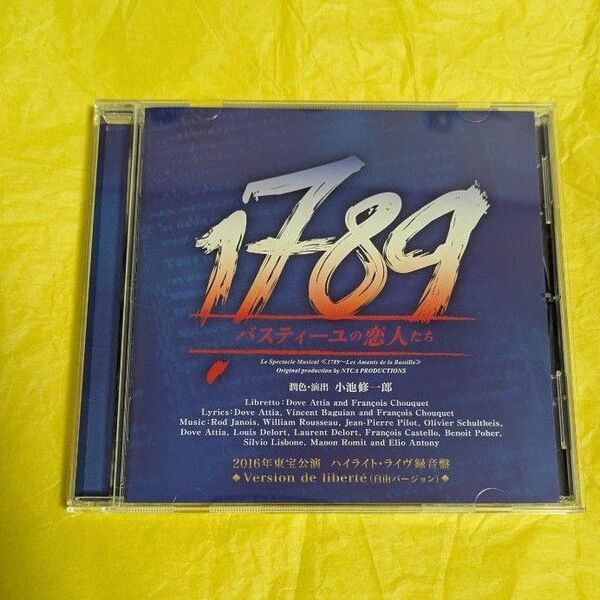 1789
バスティーユの恋人たち
Le Spectacle Musical ≪1789~Les Amants de la Bastille≫
Original production by NTCA PRODUCTIONS
潤色・演出 小池修一郎
Libretto: Dove Attia and François Chouquet
Lyrics: Dove Attia, Vincent Baguian and François Chouquet
Music: Rod Janois, William Rousseau, Jean-Pierre Pilot, Olivier Schultheis,
Dove Attia, Louis Delort, Laurent Delort, François Castello, Benoit Poher,
Silvio Lisbone, Manon Romit and Elio Antony
2016年東宝公演 ハイライト・ライヴ録音盤
◆Version de liberté(自由バージョン)◆